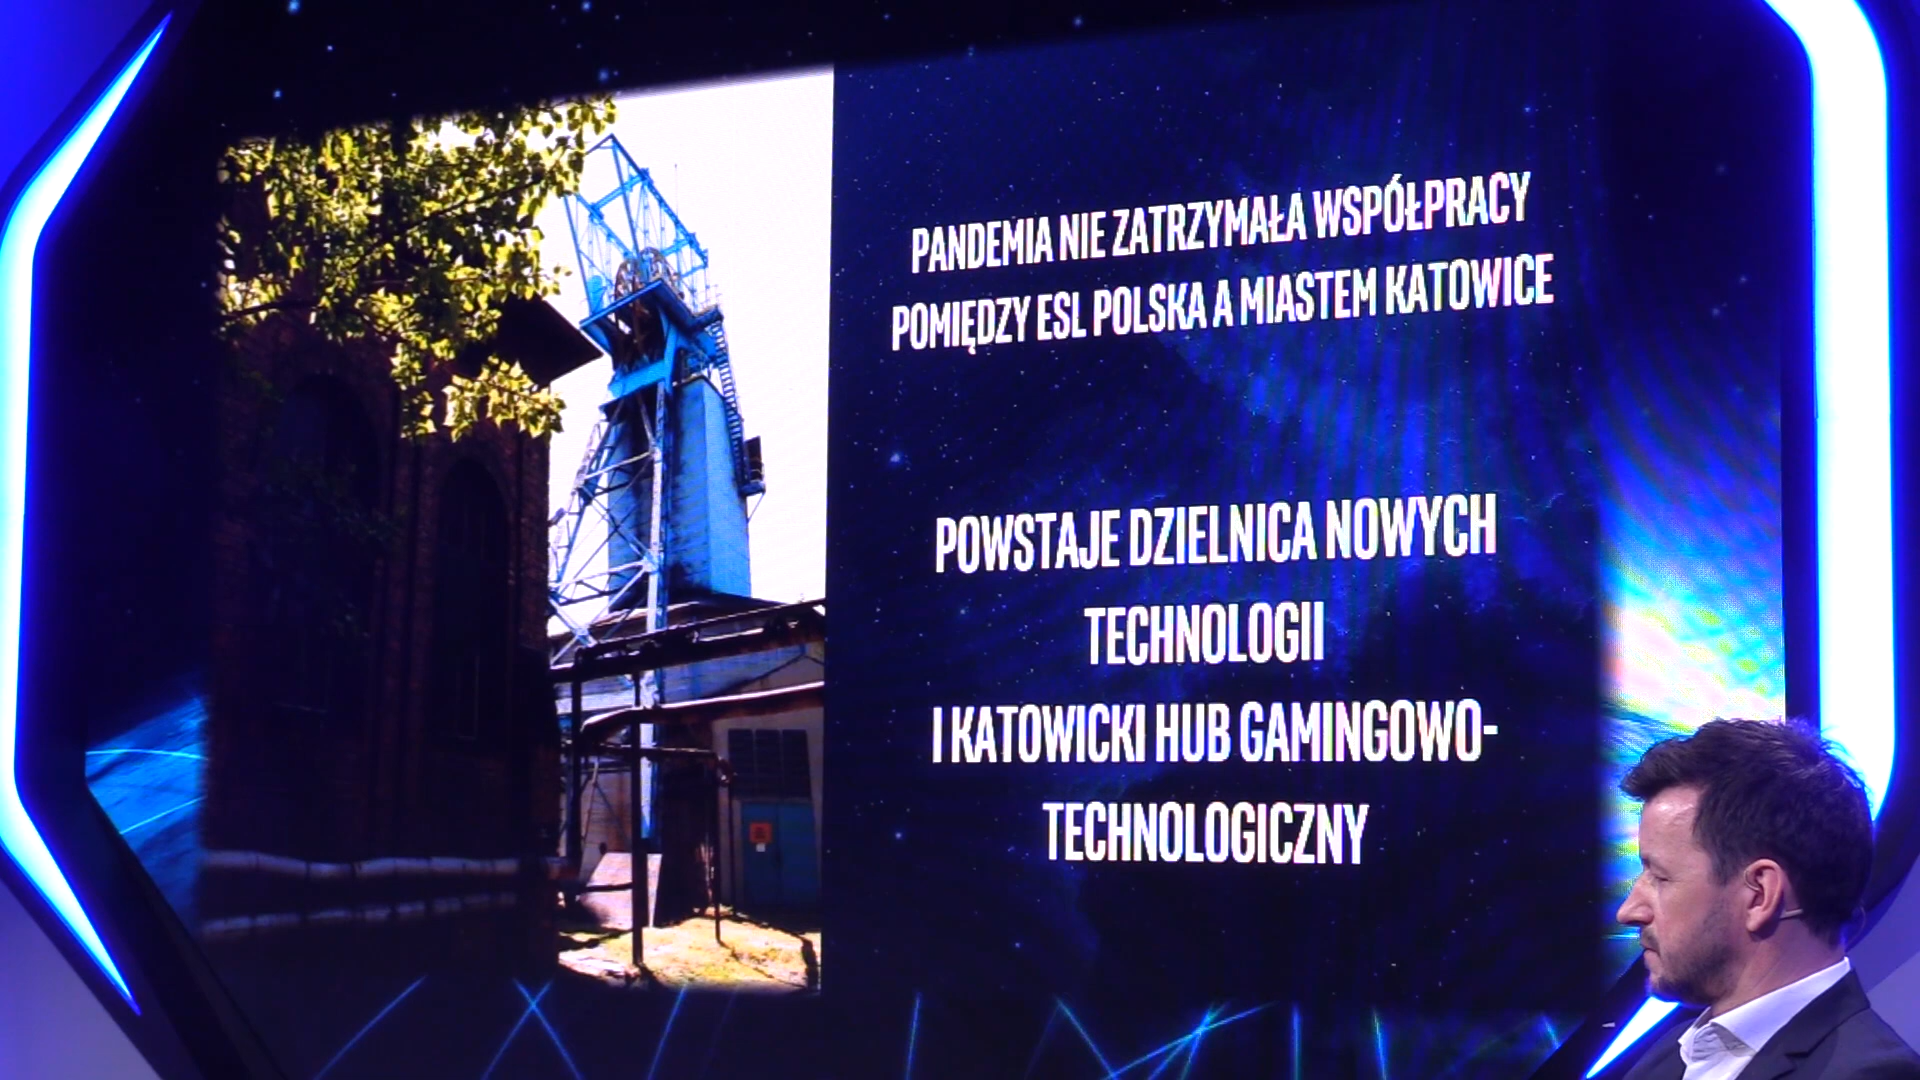 PANDEMIA NIE ZATRZYMAŁA WSPÓŁPRACY
POMIĘDZY ESL POLSKA A MIASTEM KATOWICE
POWSTAJE DZIELNICA NOWYCH
TECHNOLOGII
I KATOWICKI HUB GAMINGOWO-
TECHNOLOGICZNY